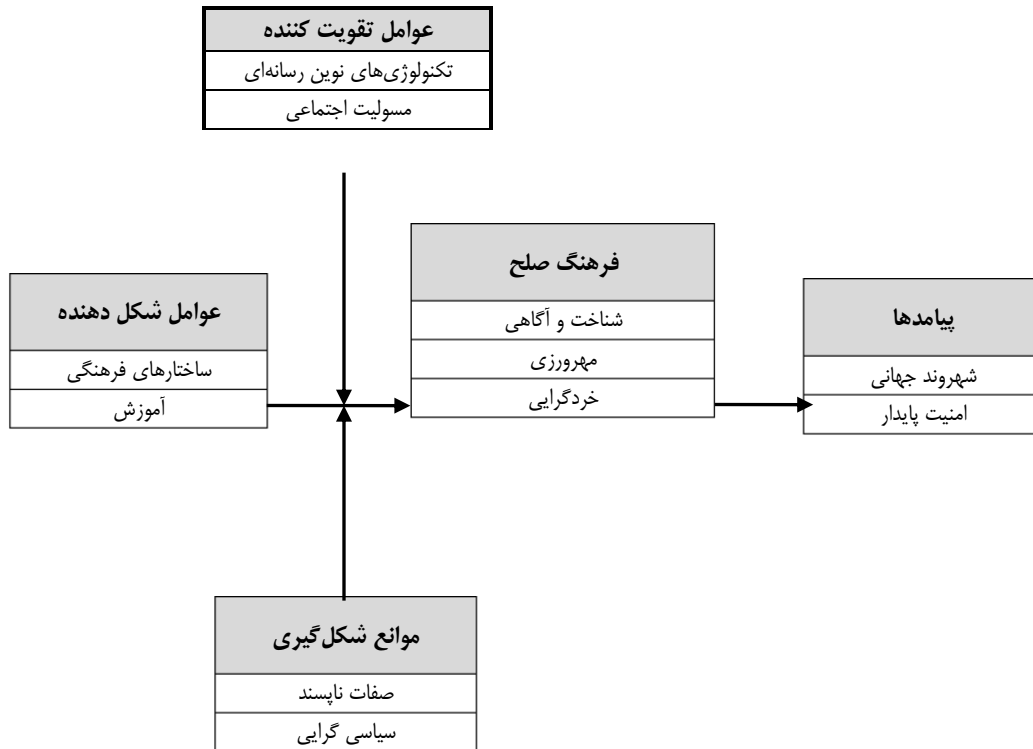 عوامل تقویت کننده
تکنولوژی‌های نوین رسانه‌ای
مسولیت اجتماعی
فرهنگ صلح
شناخت و آگاهی
مهرورزی
خردگرایی
عوامل شکل دهنده
ساختارهای فرهنگی
آموزش
پیامدها
شهروند جهانی
امنیت پایدار
موانع شکل‌گیری
صفات ناپسند
سیاسی گرایی